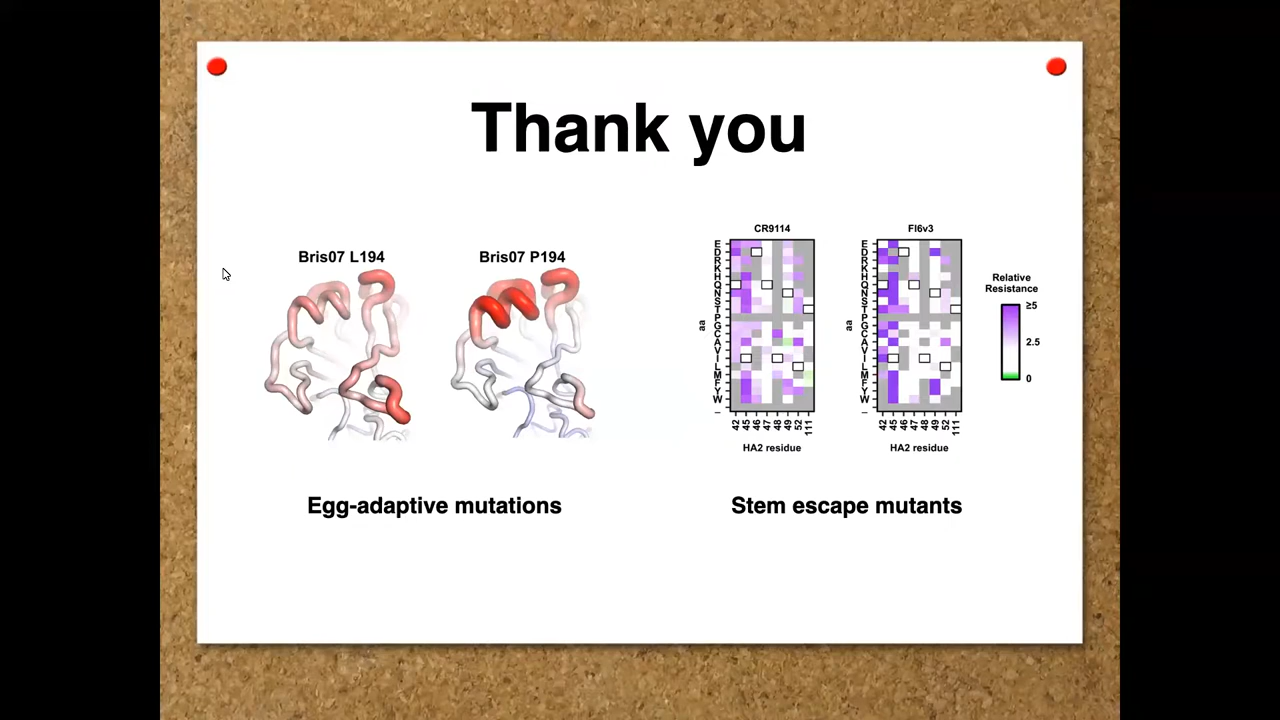 Thank you
Bris07 L194
Bris07 P194
Egg-adaptive mutations
CR9114
FI6v3
aa
E
D
R
K
H
Q
N
S
T
P
G
C
A
V
I
L
M
F
Y
W
_
42 45 46 47 48 49 52 111
HA2 residue
aa
E
D
R
K
H
Q
N
S
T
P
G
C
A
V
I
L
M
F
Y
W
_
42 45 46 47 48 49 52 111
HA2 residue
Relative
Resistance
≥5
2.5
0
Stem escape mutants